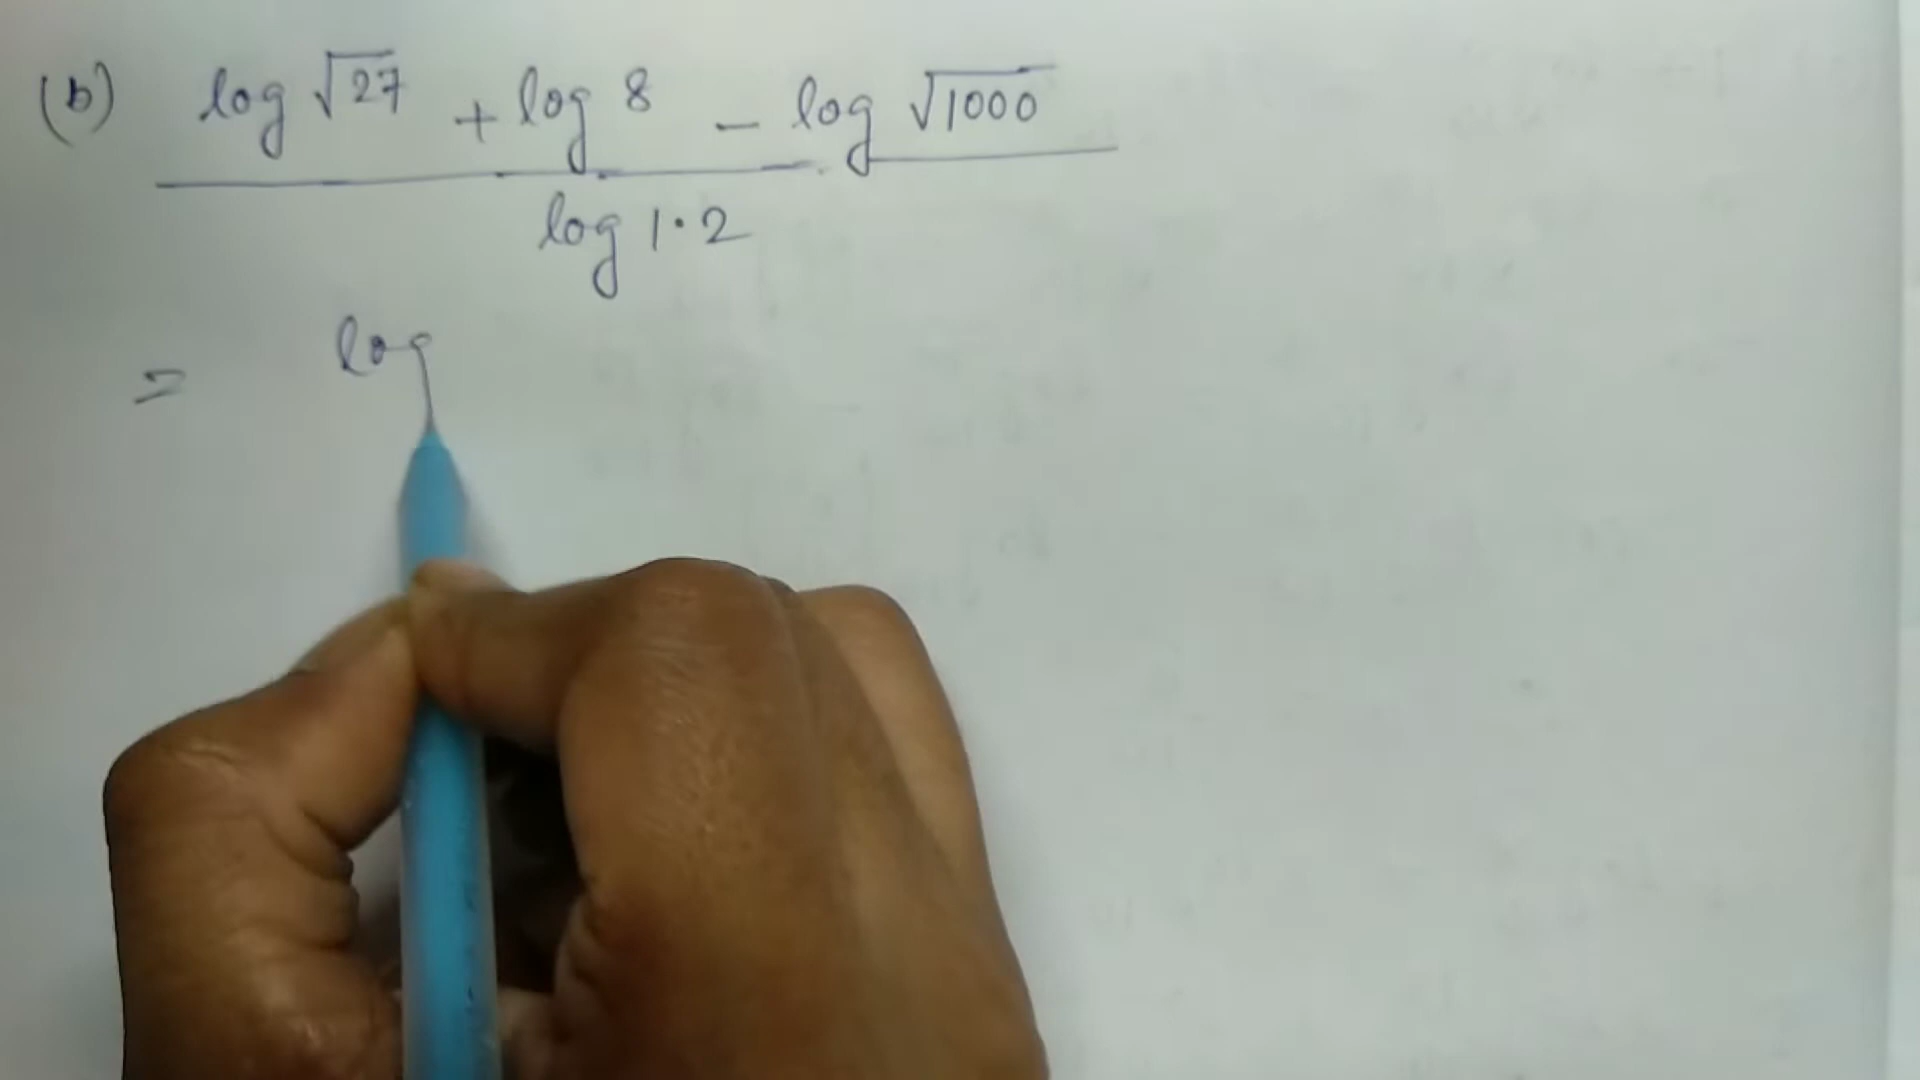 (b) log √27 + log 8 - log √1000
log 1.2
= log